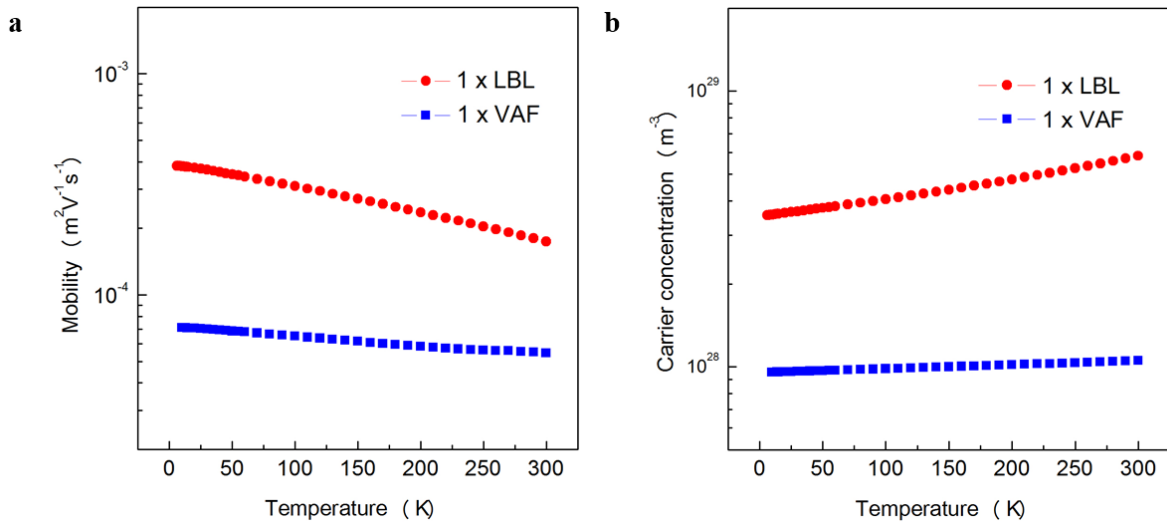 a
10⁻³
10⁻⁴
Mobility ( m²V⁻¹s⁻¹)
1 x LBL
1 x VAF
0 50 100 150 200 250 300
Temperature ( K)
b
10²⁹
10²⁸
Carrier concentration ( m⁻³)
1 x LBL
1 x VAF
0 50 100 150 200 250 300
Temperature ( K)